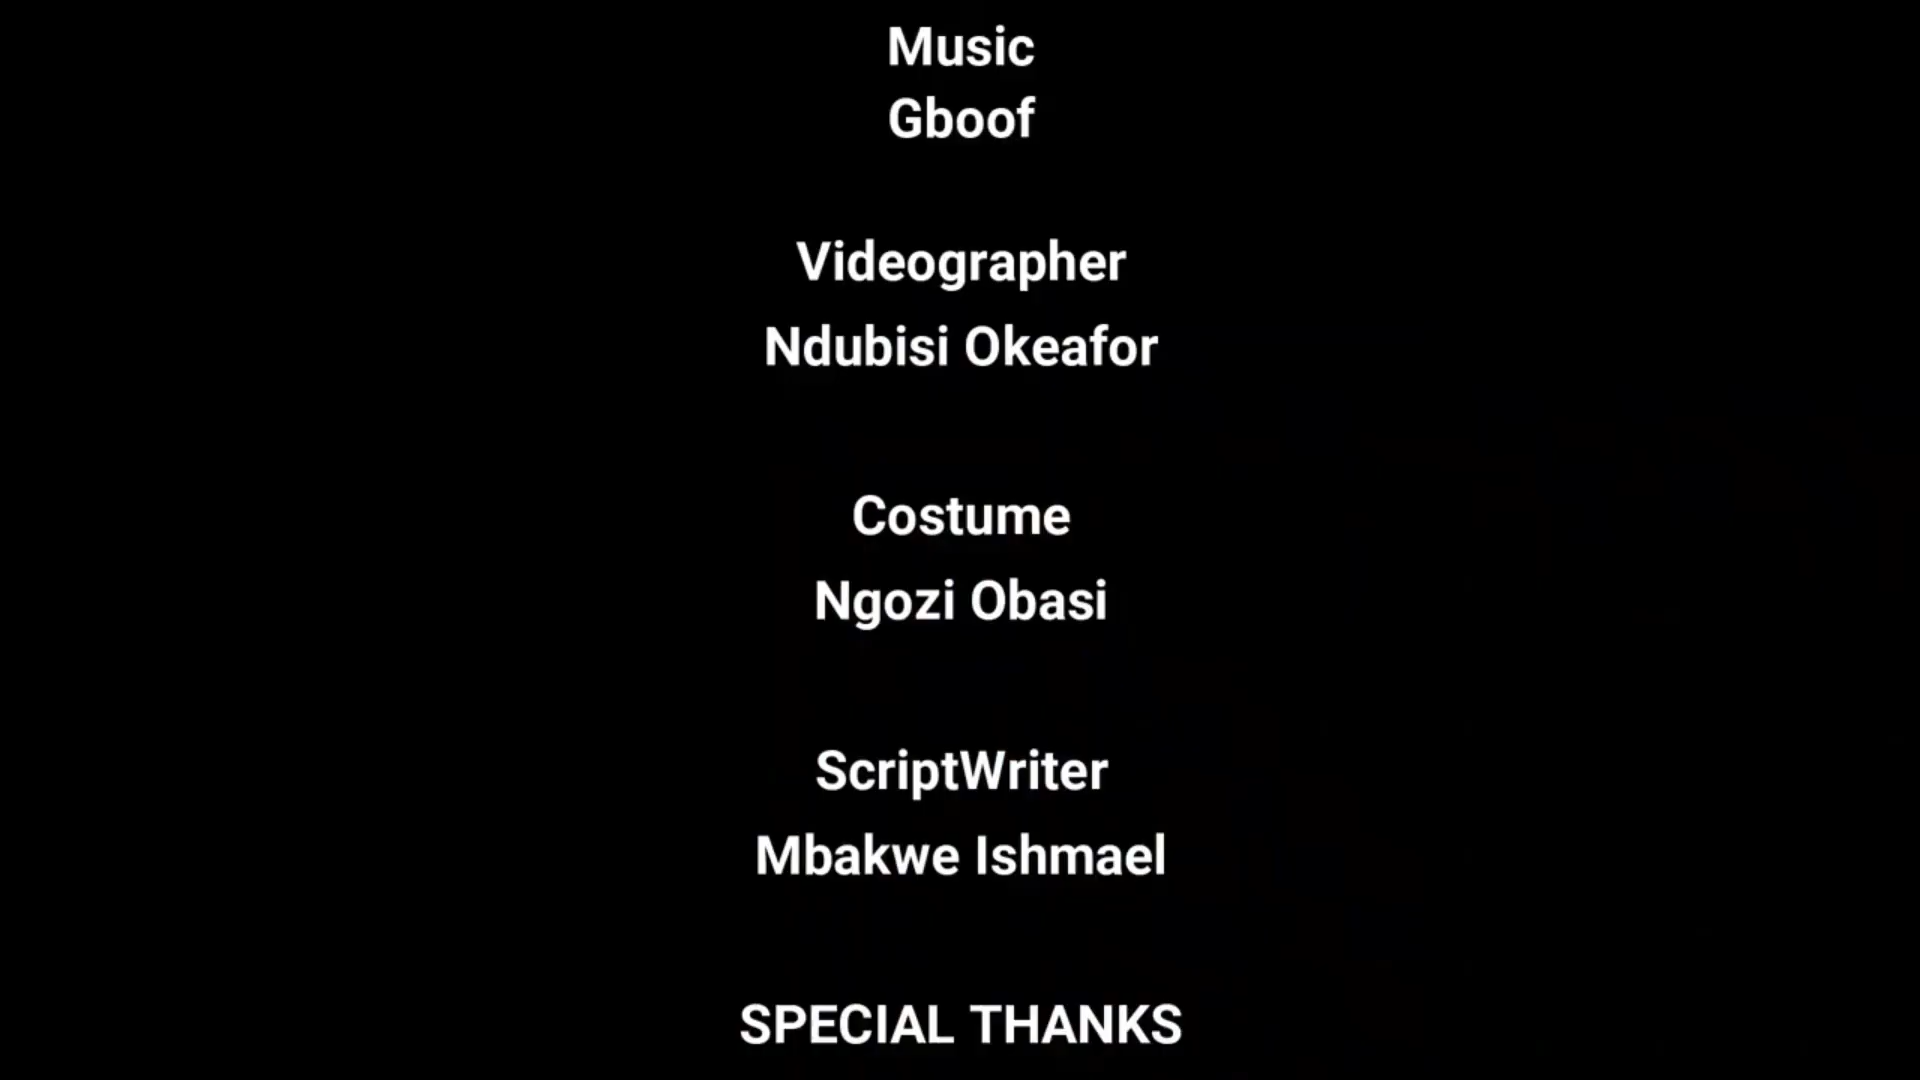 Music
Gboof
Videographer
Ndubisi Okeafor
Costume
Ngozi Obasi
ScriptWriter
Mbakwe Ishmael
SPECIAL THANKS